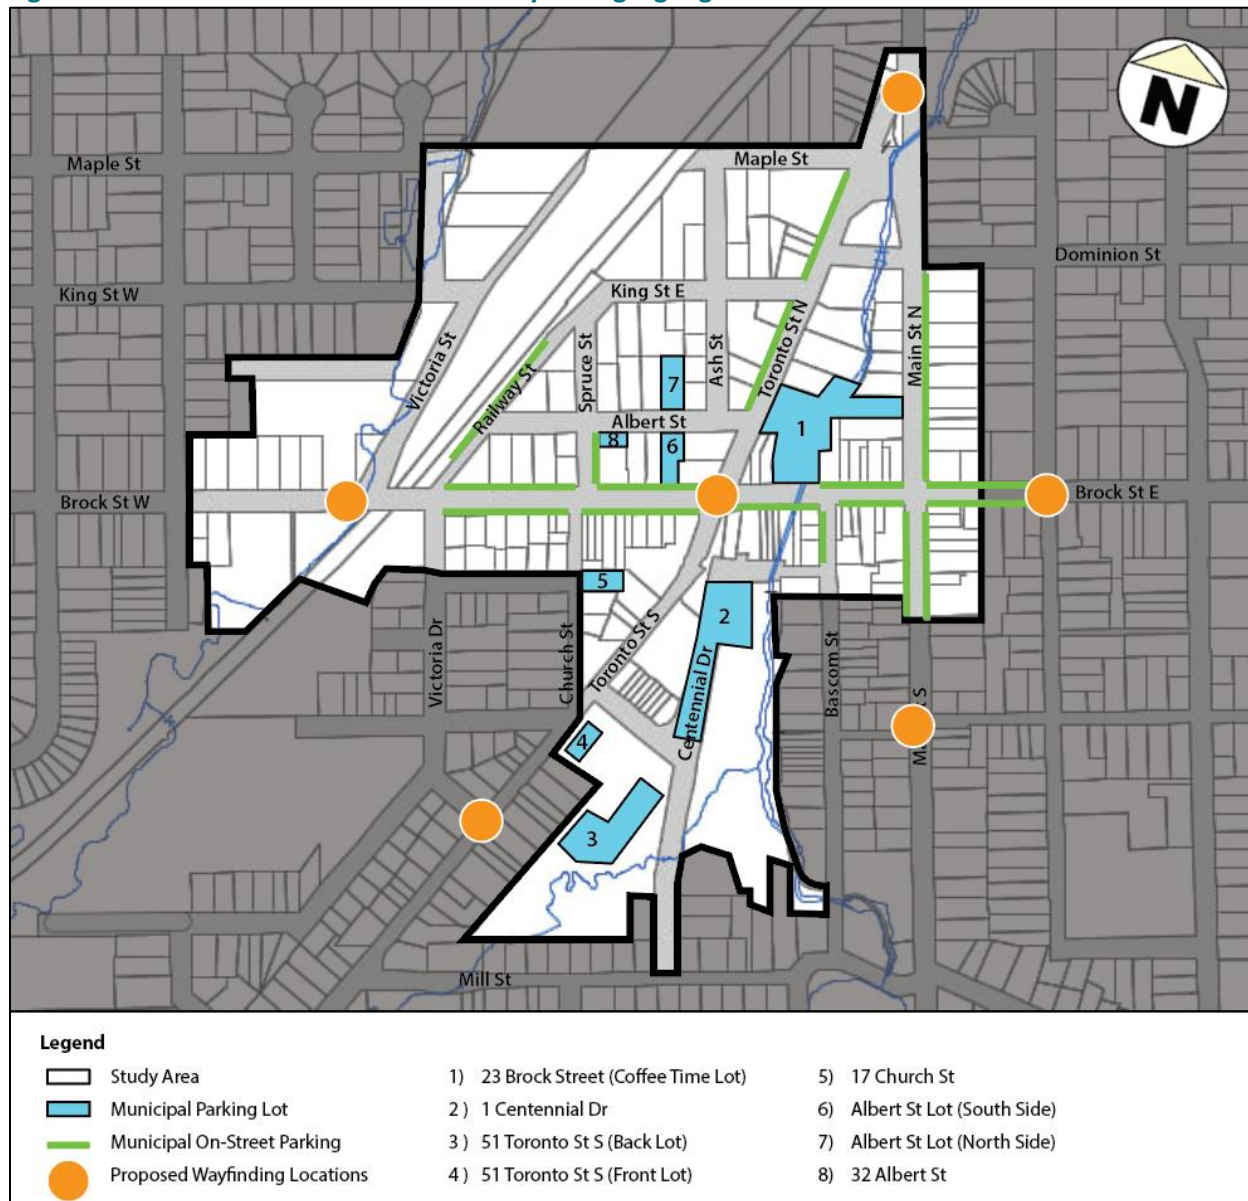 N
Maple St
Maple St
Dominion St
King St W
King St E
Victoria St
Railway St
Spruce St
Ash St
Toronto St N
Main St N
7
Albert St
8
6
1
Brock St W
Brock St E
5
2
Victoria Dr
Church St
Toronto St S
Centennial Dr
Bascom St
4
3
Mill St
Legend
Study Area
Municipal Parking Lot
Municipal On-Street Parking
Proposed Wayfinding Locations
1) 23 Brock Street (Coffee Time Lot)
2 ) 1 Centennial Dr
3 ) 51 Toronto St S (Back Lot)
4 ) 51 Toronto St S (Front Lot)
5) 17 Church St
6) Albert St Lot (South Side)
7) Albert St Lot (North Side)
8) 32 Albert St